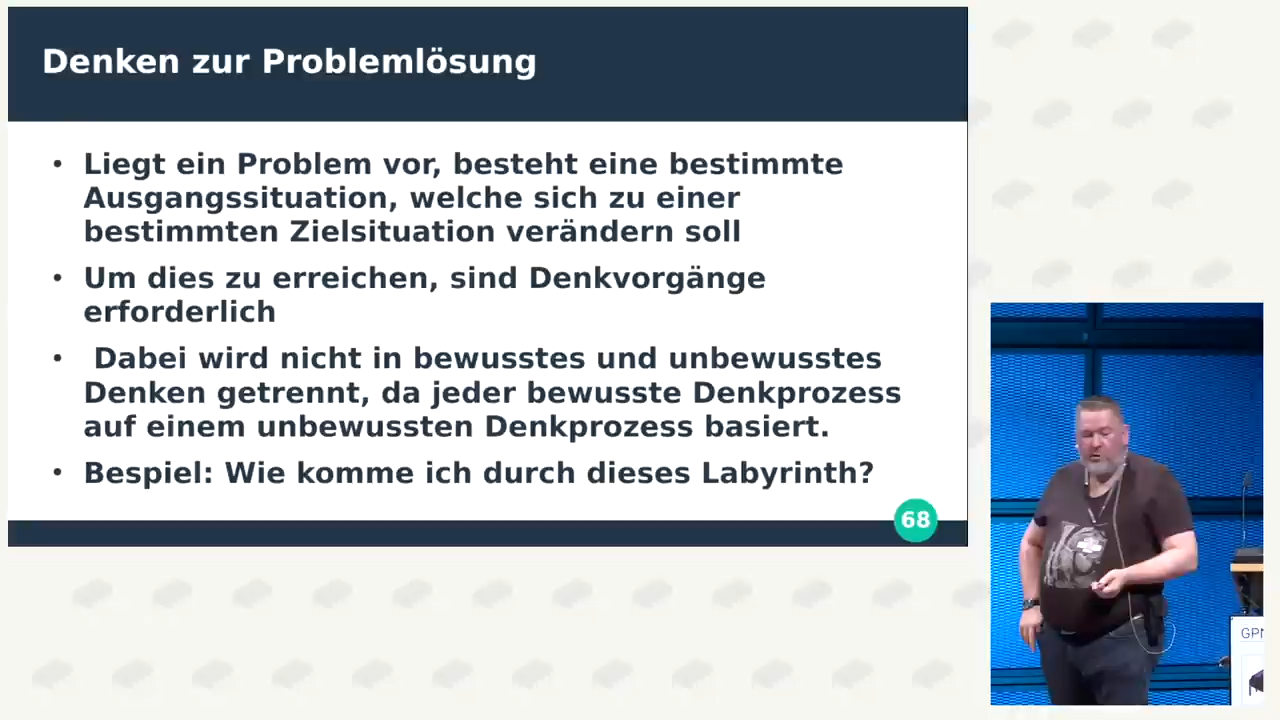 Denken zur Problemlösung
• Liegt ein Problem vor, besteht eine bestimmte
Ausgangssituation, welche sich zu einer
bestimmten Zielsituation verändern soll
• Um dies zu erreichen, sind Denkvorgänge
erforderlich
• Dabei wird nicht in bewusstes und unbewusstes
Denken getrennt, da jeder bewusste Denkprozess
auf einem unbewussten Denkprozess basiert.
• Bespiel: Wie komme ich durch dieses Labyrinth?
68
GPN